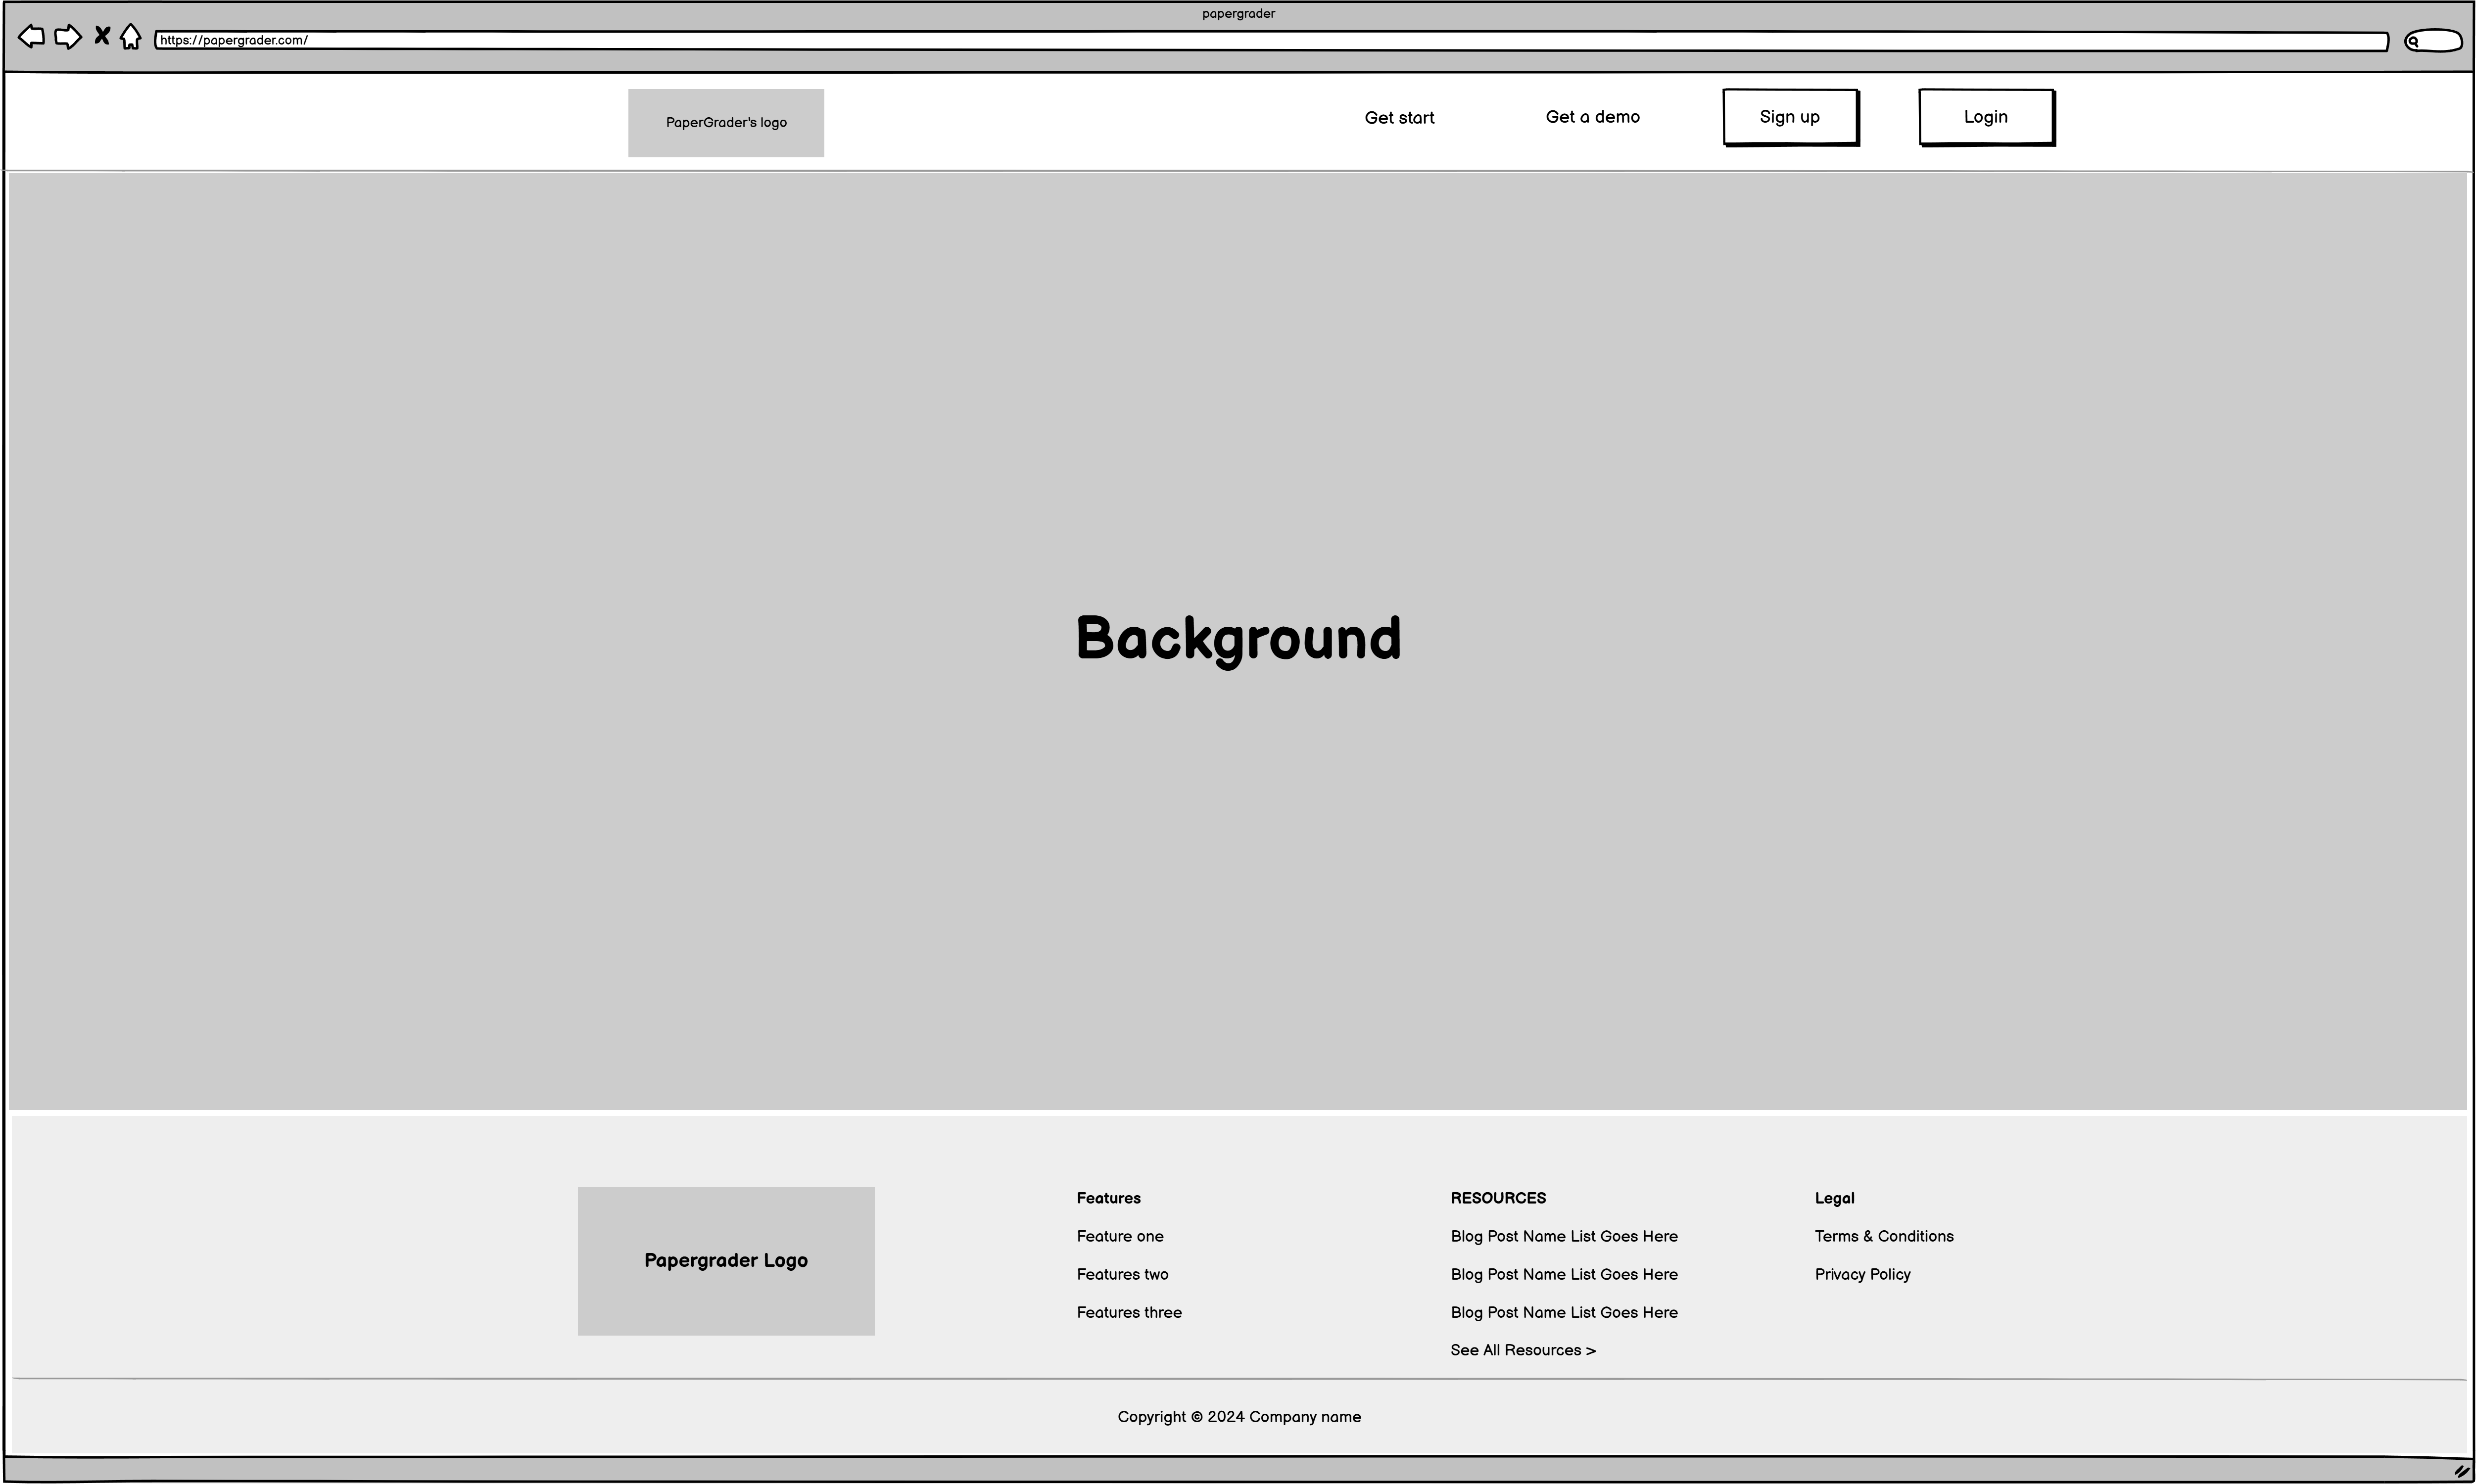 papergrader
https://papergrader.com/
PaperGrader's logo
Get start
Get a demo
Sign up
Login
Background
Papergrader Logo
Features
Feature one
Features two
Features three
RESOURCES
Blog Post Name List Goes Here
Blog Post Name List Goes Here
Blog Post Name List Goes Here
See All Resources >
Legal
Terms & Conditions
Privacy Policy
Copyright © 2024 Company name